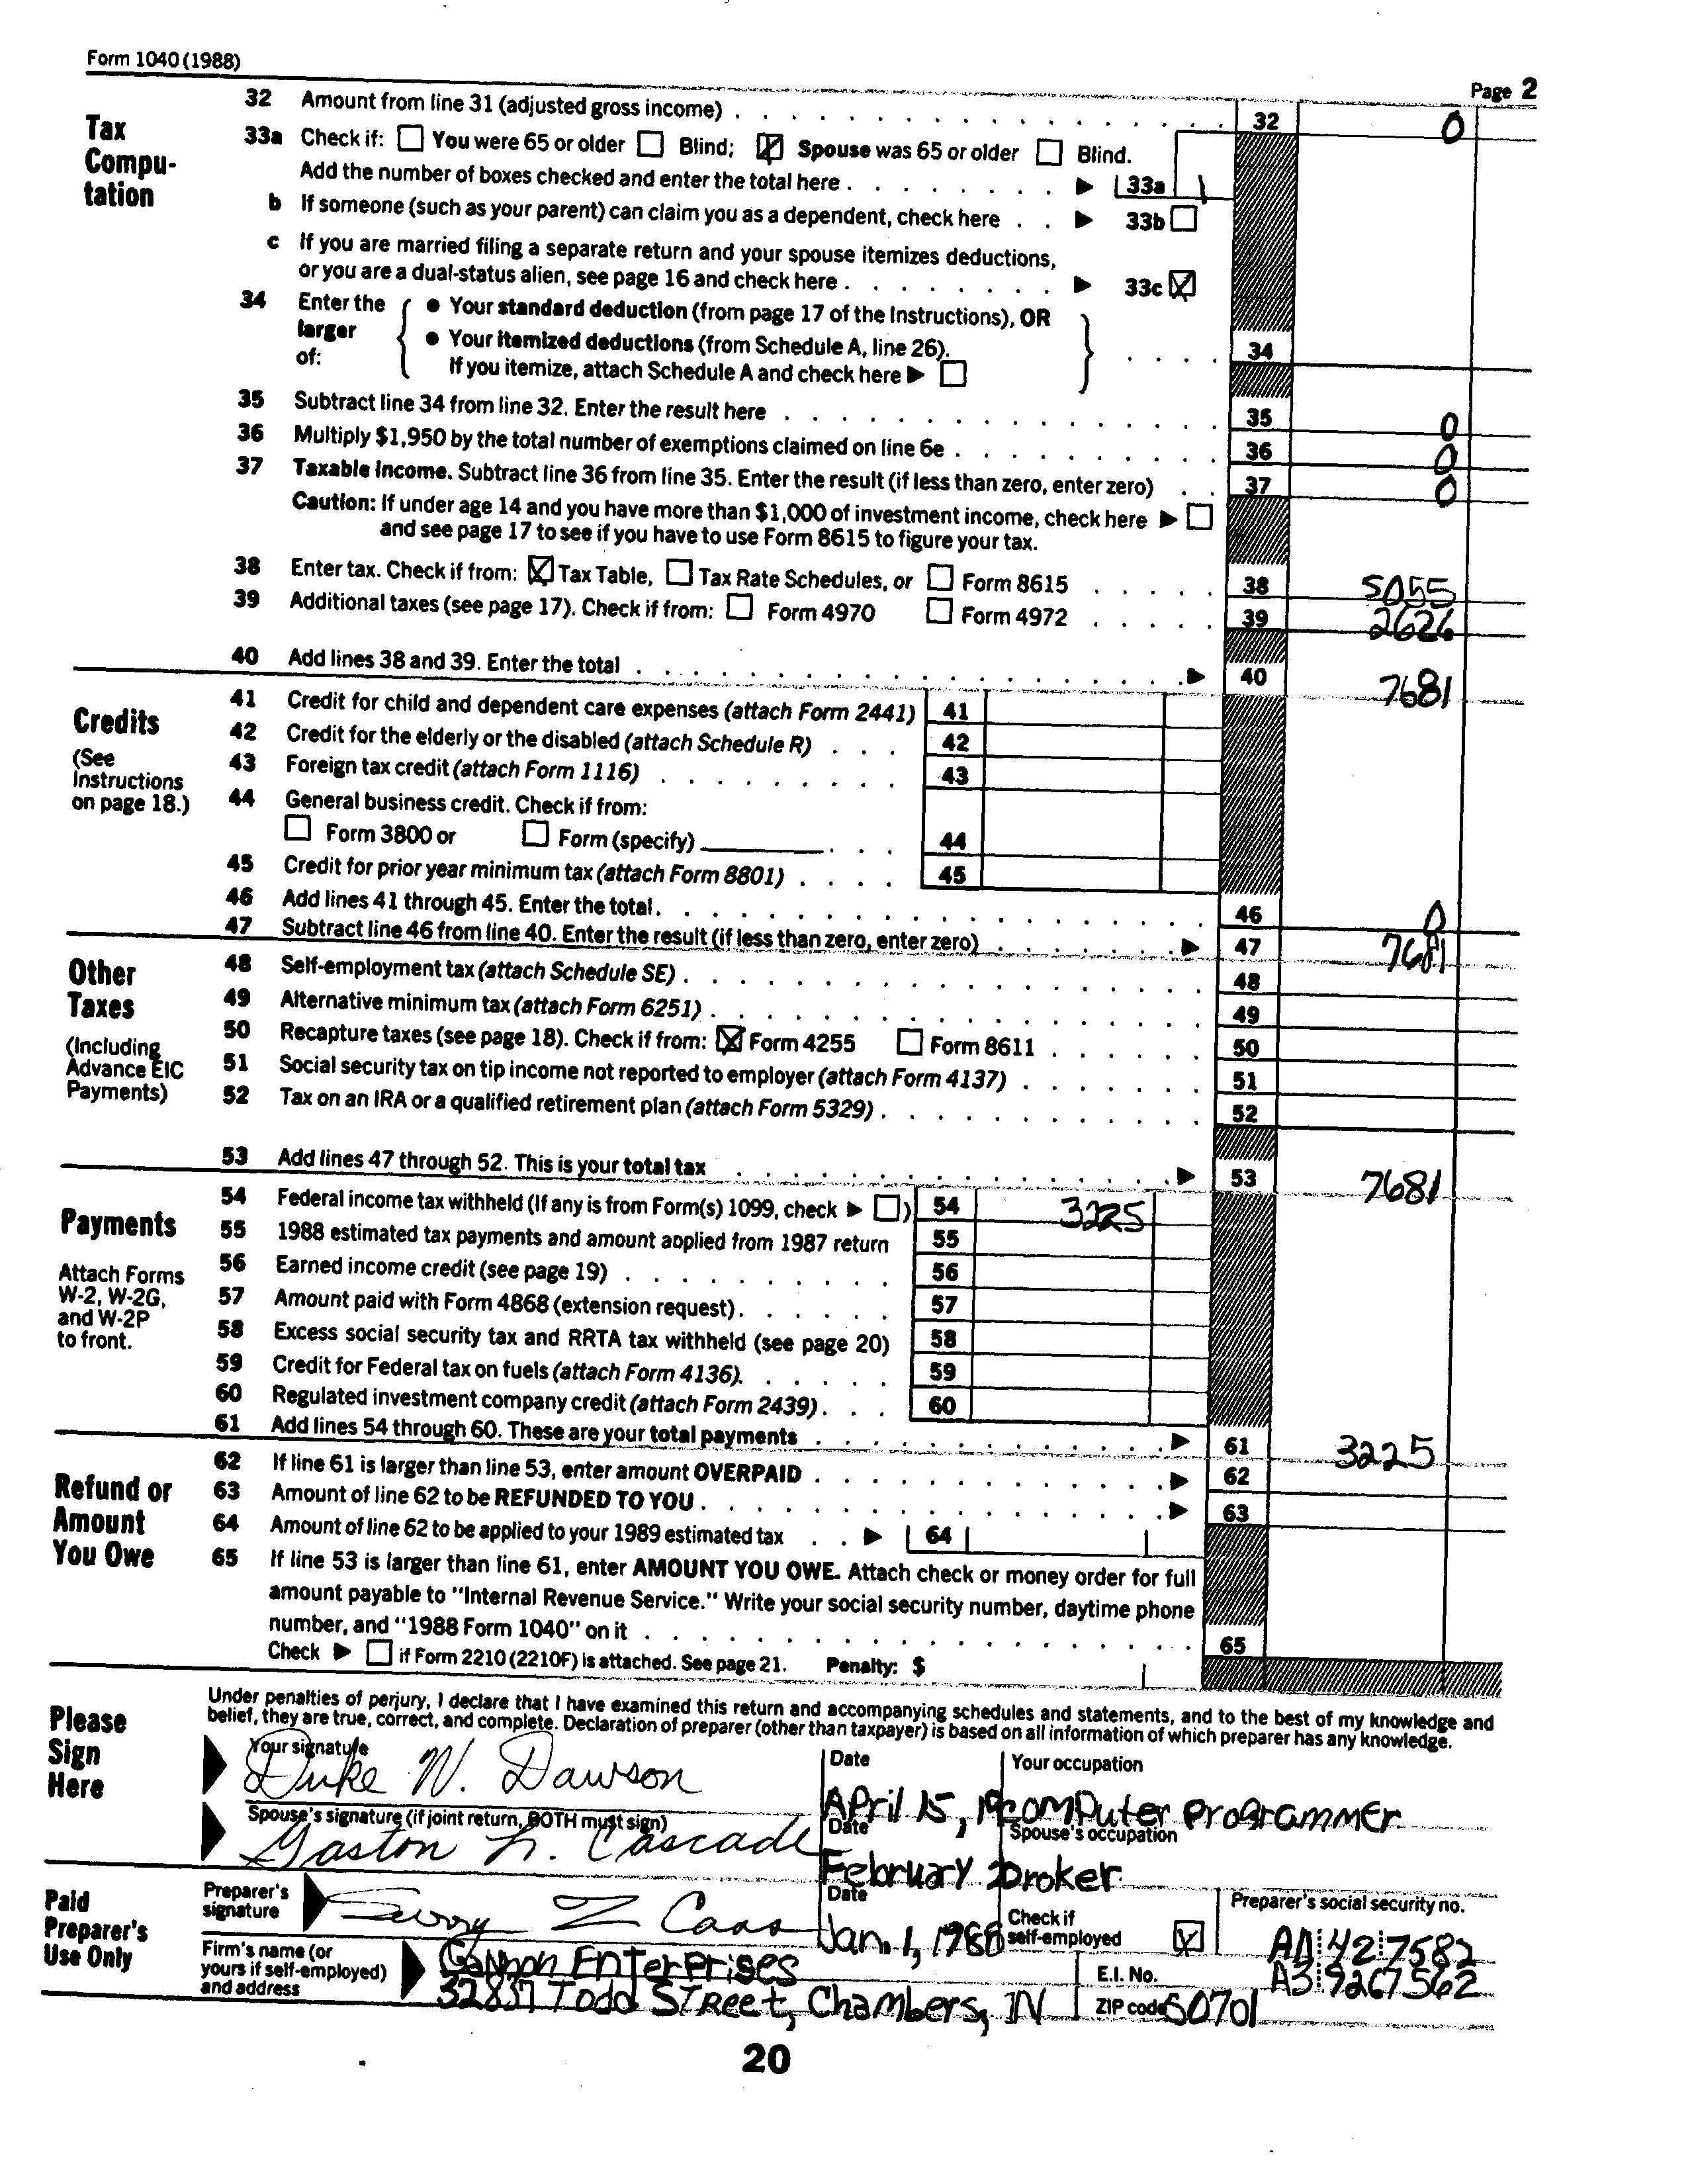 Form 1040 (1988)
Page 2
Tax Compu-tation
32 Amount from line 31 (adjusted gross income) 32 0
33a Check if: You were 65 or older Blind; Spouse was 65 or older Blind.
Add the number of boxes checked and enter the total here 33a 1
b If someone (such as your parent) can claim you as a dependent, check here 33b
c If you are married filing a separate return and your spouse itemizes deductions,
or you are a dual-status alien, see page 16 and check here 33c
34 Enter the larger of:
● Your standard deduction (from page 17 of the Instructions), OR
● Your itemized deductions (from Schedule A, line 26).
If you itemize, attach Schedule A and check here 34
35 Subtract line 34 from line 32. Enter the result here 35 0
36 Multiply $1,950 by the total number of exemptions claimed on line 6e 36 0
37 Taxable income. Subtract line 36 from line 35. Enter the result (if less than zero, enter zero) 37 0
Caution: If under age 14 and you have more than $1,000 of investment income, check here
and see page 17 to see if you have to use Form 8615 to figure your tax.
38 Enter tax. Check if from: Tax Table, Tax Rate Schedules, or Form 8615 38 5055
39 Additional taxes (see page 17). Check if from: Form 4970 Form 4972 39 2626
40 Add lines 38 and 39. Enter the total 40 7681
Credits
(See Instructions on page 18.)
41 Credit for child and dependent care expenses (attach Form 2441) 41
42 Credit for the elderly or the disabled (attach Schedule R) 42
43 Foreign tax credit (attach Form 1116) 43
44 General business credit. Check if from:
Form 3800 or Form (specify) 44
45 Credit for prior year minimum tax (attach Form 8801) 45
46 Add lines 41 through 45. Enter the total. 46 0
47 Subtract line 46 from line 40. Enter the result (if less than zero, enter zero) 47 7681
Other Taxes
(Including Advance EIC Payments)
48 Self-employment tax (attach Schedule SE) 48
49 Alternative minimum tax (attach Form 6251) 49
50 Recapture taxes (see page 18). Check if from: Form 4255 Form 8611 50
51 Social security tax on tip income not reported to employer (attach Form 4137) 51
52 Tax on an IRA or a qualified retirement plan (attach Form 5329) 52
53 Add lines 47 through 52. This is your total tax 53 7681
Payments
Attach Forms W-2, W-2G, and W-2P to front.
54 Federal income tax withheld (If any is from Form(s) 1099, check ) 54 3225
55 1988 estimated tax payments and amount applied from 1987 return 55
56 Earned income credit (see page 19) 56
57 Amount paid with Form 4868 (extension request) 57
58 Excess social security tax and RRTA tax withheld (see page 20) 58
59 Credit for Federal tax on fuels (attach Form 4136). 59
60 Regulated investment company credit (attach Form 2439) 60
61 Add lines 54 through 60. These are your total payments 61 3225
Refund or Amount You Owe
62 If line 61 is larger than line 53, enter amount OVERPAID 62
63 Amount of line 62 to be REFUNDED TO YOU 63
64 Amount of line 62 to be applied to your 1989 estimated tax 64
65 If line 53 is larger than line 61, enter AMOUNT YOU OWE. Attach check or money order for full
amount payable to "Internal Revenue Service." Write your social security number, daytime phone
number, and "1988 Form 1040" on it 65
Check if Form 2210 (2210F) is attached. See page 21. Penalty: $
Please Sign Here
Under penalties of perjury, I declare that I have examined this return and accompanying schedules and statements, and to the best of my knowledge and
belief, they are true, correct, and complete. Declaration of preparer (other than taxpayer) is based on all information of which preparer has any knowledge.
Your signature Date Your occupation
Duke W. Dawson April 15, 19 computer programmer
Spouse's signature (if joint return, BOTH must sign) Date Spouse's occupation
Gaston L. Cascade February broker
Paid Preparer's Use Only
Preparer's signature Date Check if self-employed Preparer's social security no.
Z Caas Jan. 1, 1988 AA 42 7582
Firm's name (or yours if self-employed) and address
Enterprises E.I. No. A3 9267562
Todd Street, Chambers, IN ZIP code 50701
20